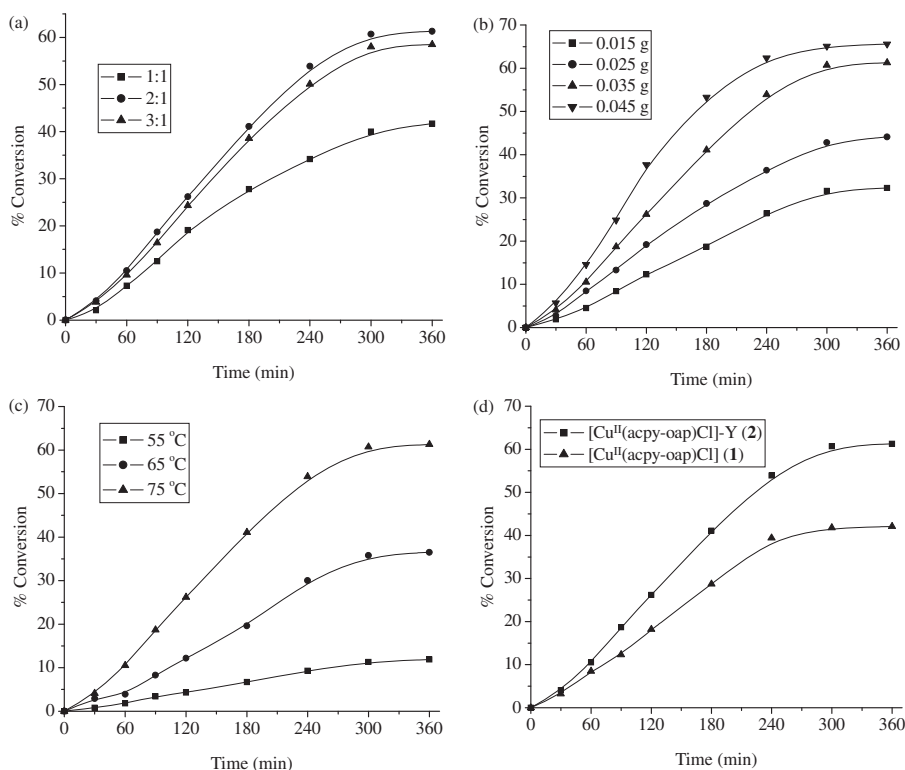 (a)
60
50
40
30
20
10
0
% Conversion
1:1
2:1
3:1
0 60 120 180 240 300 360
Time (min)
(b)
70
60
50
40
30
20
10
0
% Conversion
0.015 g
0.025 g
0.035 g
0.045 g
0 60 120 180 240 300 360
Time (min)
(c)
70
60
50
40
30
20
10
0
% Conversion
55 °C
65 °C
75 °C
0 60 120 180 240 300 360
Time (min)
(d)
70
60
50
40
30
20
10
0
% Conversion
[Cuᴵᴵ(acpy-oap)Cl]-Y (2)
[Cuᴵᴵ(acpy-oap)Cl] (1)
0 60 120 180 240 300 360
Time (min)